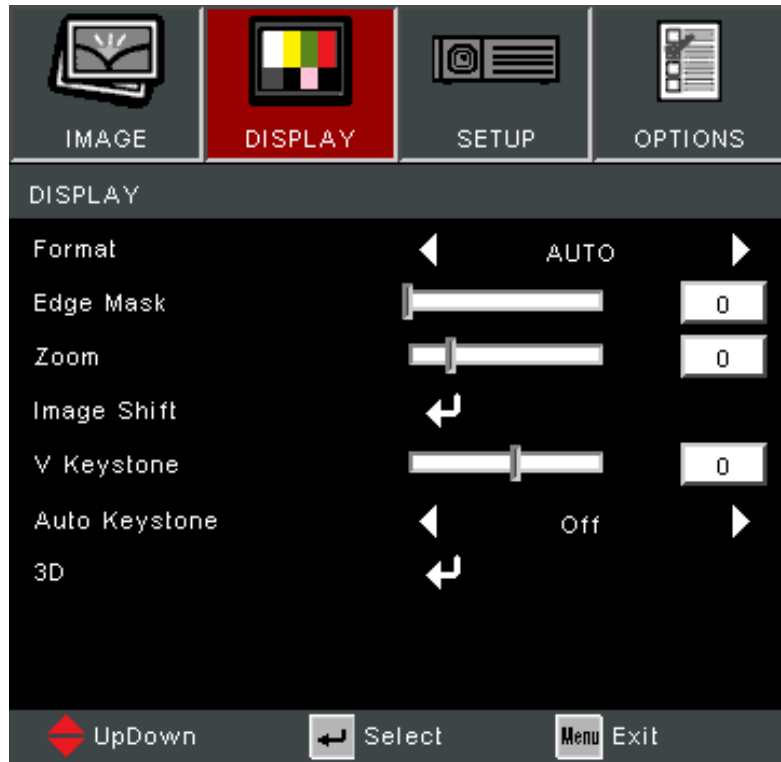 IMAGE DISPLAY SETUP OPTIONS
DISPLAY
Format AUTO
Edge Mask 0
Zoom 0
Image Shift
V Keystone 0
Auto Keystone Off
3D
UpDown Select Menu Exit